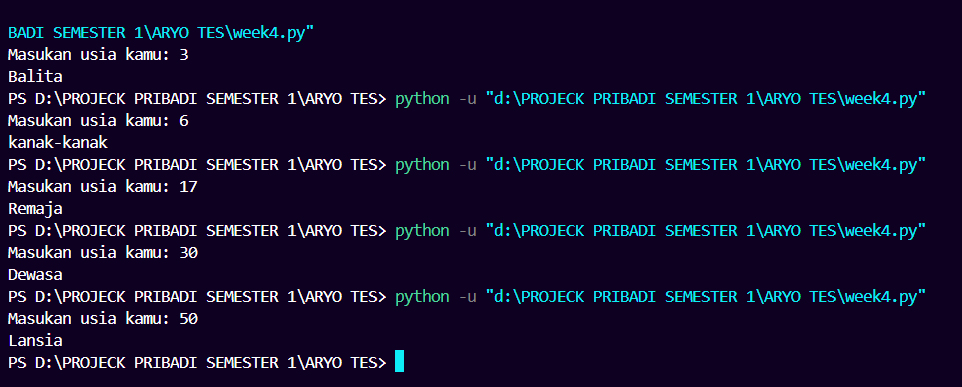 BADI SEMESTER 1\ARYO TES\week4.py"
Masukan usia kamu: 3
Balita
PS D:\PROJECK PRIBADI SEMESTER 1\ARYO TES> python -u "d:\PROJECK PRIBADI SEMESTER 1\ARYO TES\week4.py"
Masukan usia kamu: 6
kanak-kanak
PS D:\PROJECK PRIBADI SEMESTER 1\ARYO TES> python -u "d:\PROJECK PRIBADI SEMESTER 1\ARYO TES\week4.py"
Masukan usia kamu: 17
Remaja
PS D:\PROJECK PRIBADI SEMESTER 1\ARYO TES> python -u "d:\PROJECK PRIBADI SEMESTER 1\ARYO TES\week4.py"
Masukan usia kamu: 30
Dewasa
PS D:\PROJECK PRIBADI SEMESTER 1\ARYO TES> python -u "d:\PROJECK PRIBADI SEMESTER 1\ARYO TES\week4.py"
Masukan usia kamu: 50
Lansia
PS D:\PROJECK PRIBADI SEMESTER 1\ARYO TES>